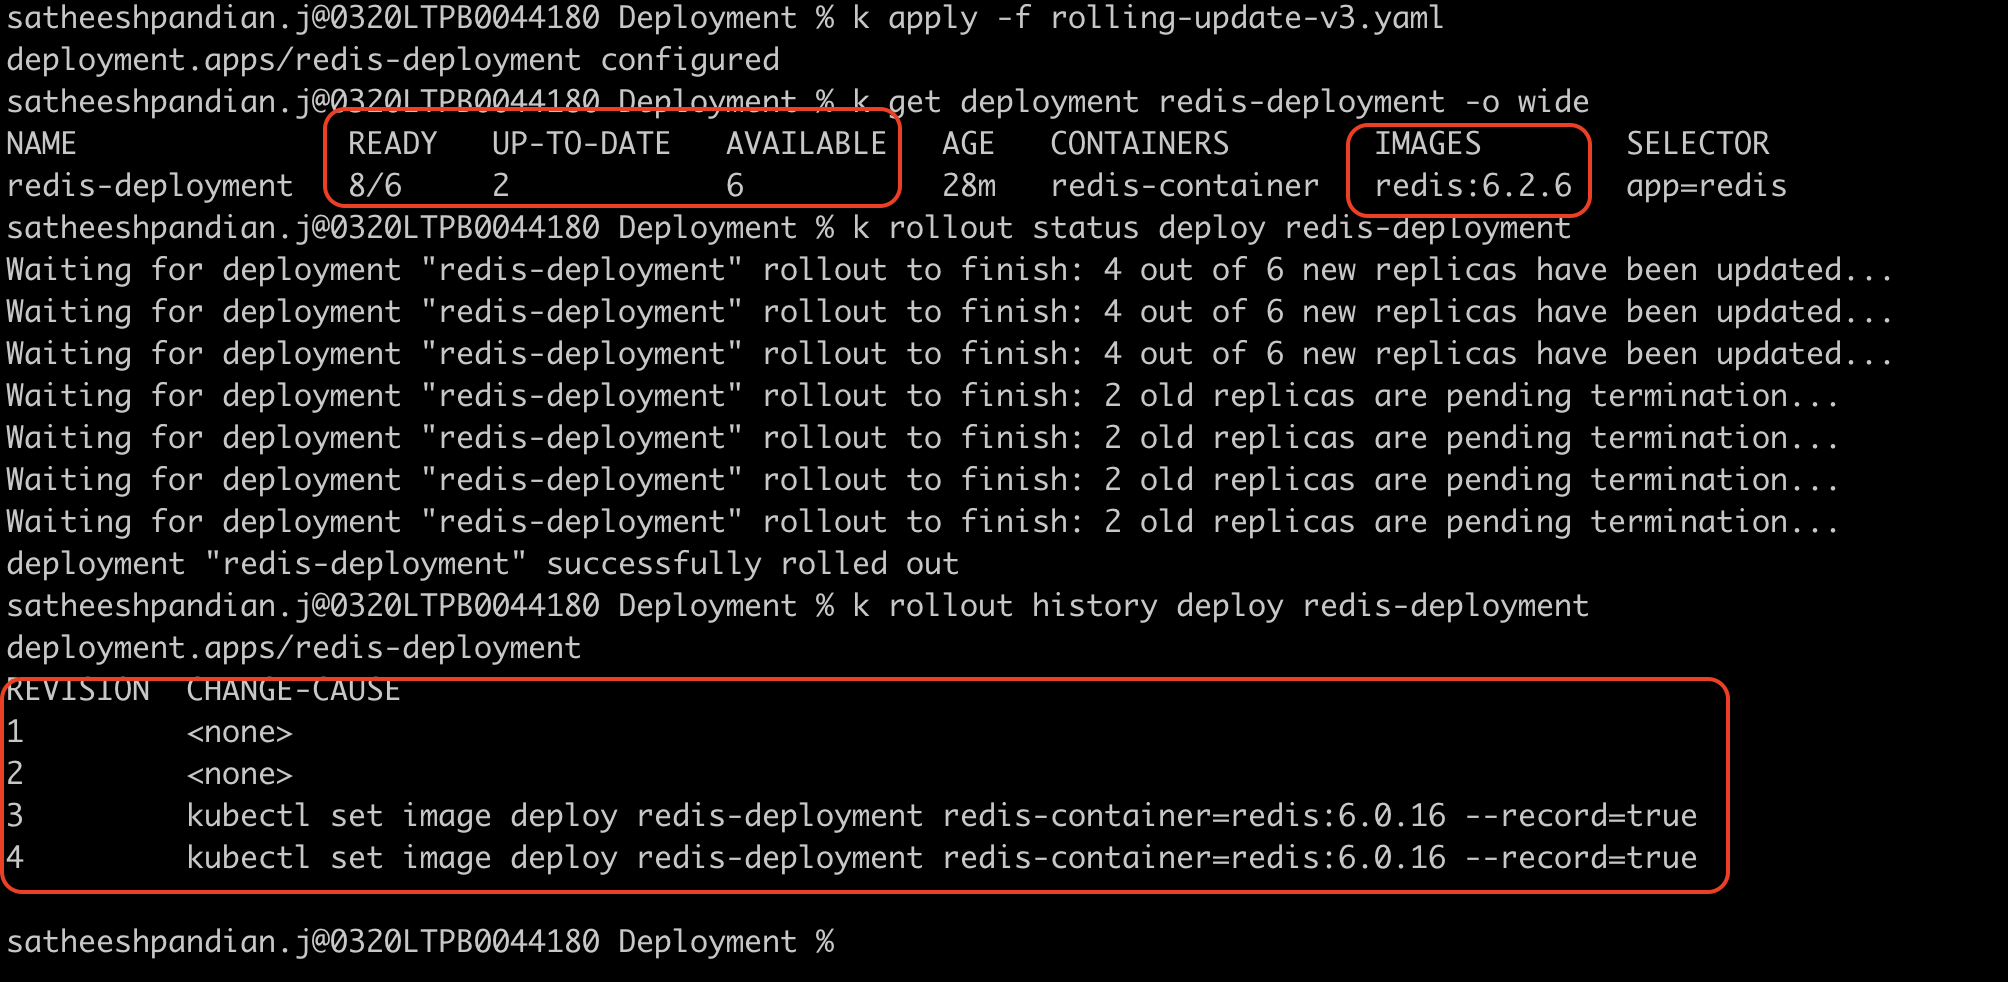 satheeshpandian.j@0320LTPB0044180 Deployment % k apply -f rolling-update-v3.yaml
deployment.apps/redis-deployment configured
satheeshpandian.j@0320LTPB0044180 Deployment % k get deployment redis-deployment -o wide
NAME READY UP-TO-DATE AVAILABLE AGE CONTAINERS IMAGES SELECTOR
redis-deployment 8/6 2 6 28m redis-container redis:6.2.6 app=redis
satheeshpandian.j@0320LTPB0044180 Deployment % k rollout status deploy redis-deployment
Waiting for deployment "redis-deployment" rollout to finish: 4 out of 6 new replicas have been updated...
Waiting for deployment "redis-deployment" rollout to finish: 4 out of 6 new replicas have been updated...
Waiting for deployment "redis-deployment" rollout to finish: 4 out of 6 new replicas have been updated...
Waiting for deployment "redis-deployment" rollout to finish: 2 old replicas are pending termination...
Waiting for deployment "redis-deployment" rollout to finish: 2 old replicas are pending termination...
Waiting for deployment "redis-deployment" rollout to finish: 2 old replicas are pending termination...
Waiting for deployment "redis-deployment" rollout to finish: 2 old replicas are pending termination...
deployment "redis-deployment" successfully rolled out
satheeshpandian.j@0320LTPB0044180 Deployment % k rollout history deploy redis-deployment
deployment.apps/redis-deployment
REVISION CHANGE-CAUSE
1 <none>
2 <none>
3 kubectl set image deploy redis-deployment redis-container=redis:6.0.16 --record=true
4 kubectl set image deploy redis-deployment redis-container=redis:6.0.16 --record=true
satheeshpandian.j@0320LTPB0044180 Deployment %